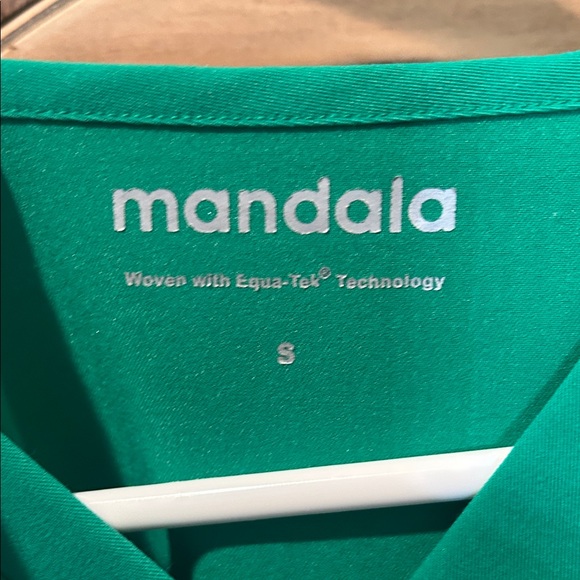 mandala
Woven with Equa-Tek® Technology
S